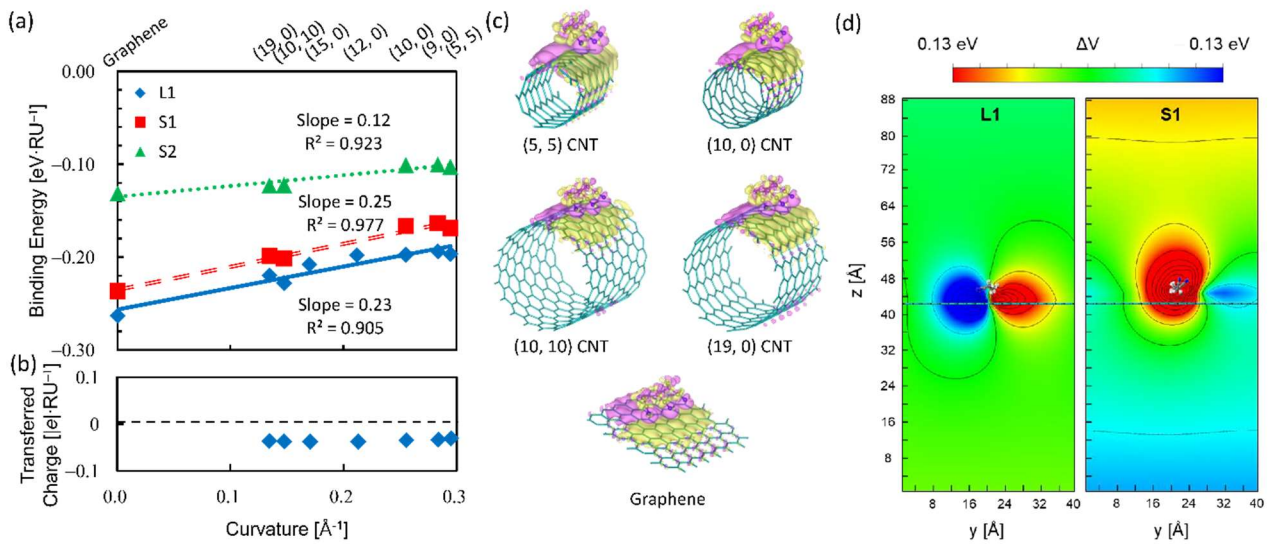 (a)
Graphene
(19, 0)
(10, 10)
(15, 0)
(12, 0)
(10, 0)
(9, 0)
(5, 5)
0.00
−0.10
−0.20
−0.30
Binding Energy [eV·RU⁻¹]
L1
S1
S2
Slope = 0.12
R² = 0.923
Slope = 0.25
R² = 0.977
Slope = 0.23
R² = 0.905
(b)
0.1
0
−0.1
Transferred
Charge [|e|·RU⁻¹]
0.0 0.1 0.2 0.3
Curvature [Å⁻¹]
(c)
(5, 5) CNT
(10, 0) CNT
(10, 10) CNT
(19, 0) CNT
Graphene
(d)
0.13 eV ΔV −0.13 eV
L1
S1
88
80
72
64
56
48
40
32
24
16
8
z [Å]
8 16 24 32 40
y [Å]
8 16 24 32 40
y [Å]